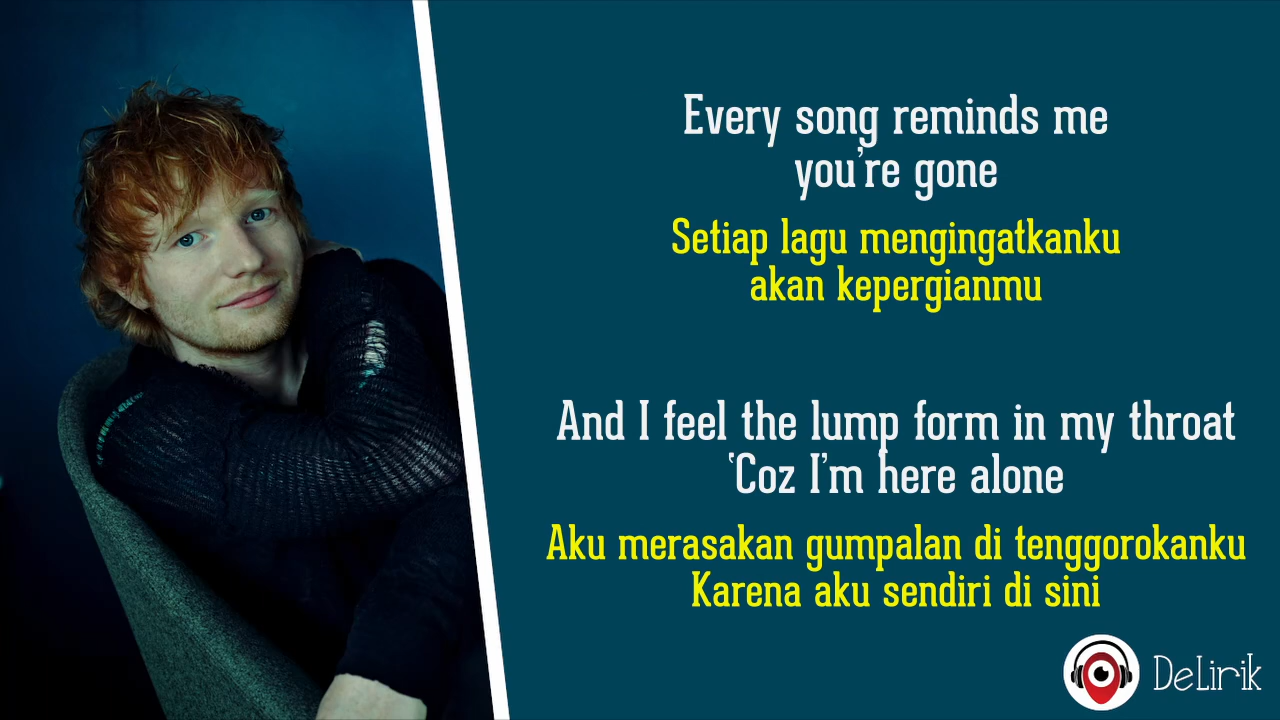 Every song reminds me
you're gone
Setiap lagu mengingatkanku
akan kepergianmu
And I feel the lump form in my throat
‘Coz I'm here alone
Aku merasakan gumpalan di tenggorokanku
Karena aku sendiri di sini
DeLirik